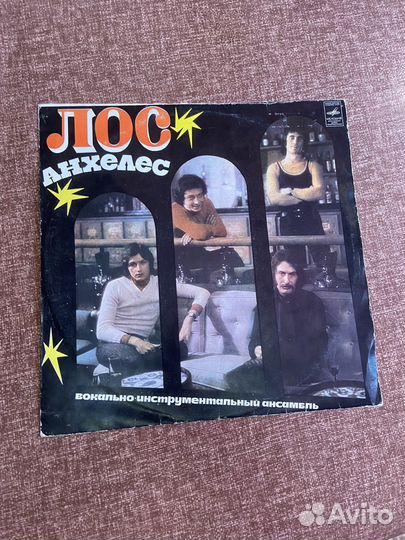 ЛОС
анхелес
вокально-инструментальный ансамбль
Avito